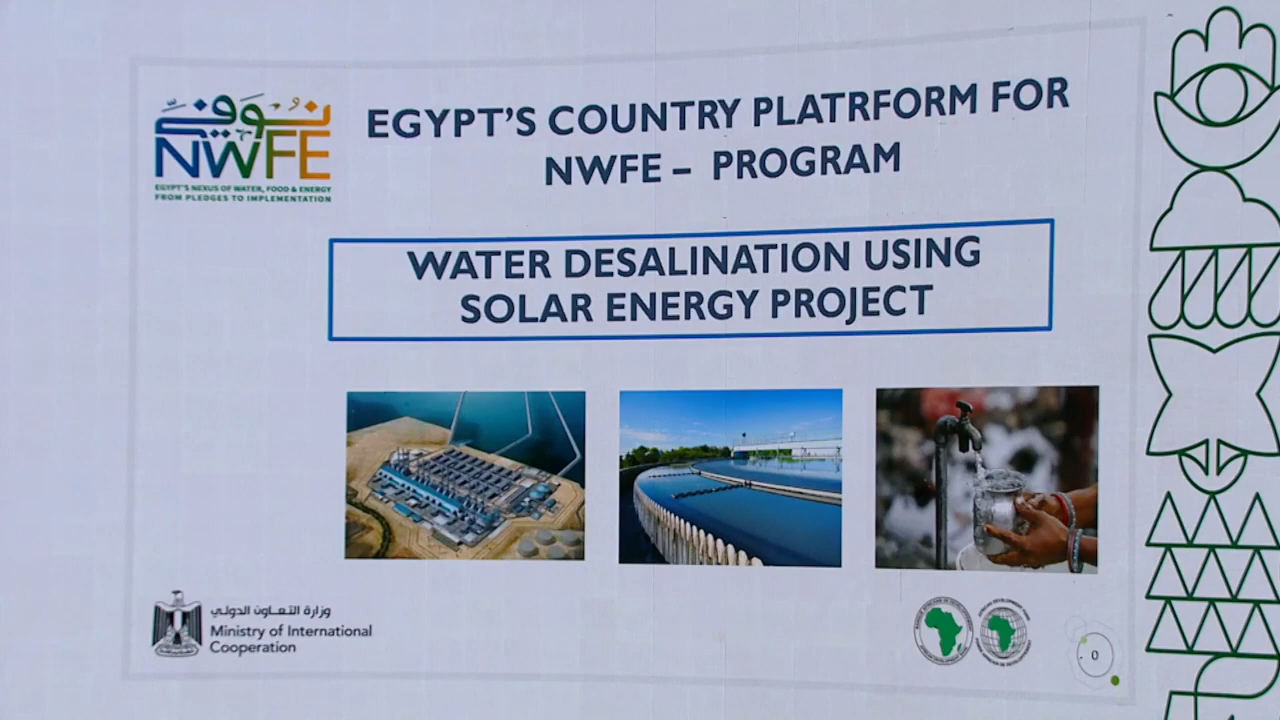 نُوَفِّي
NWFE
EGYPT'S NEXUS OF WATER, FOOD & ENERGY
FROM PLEDGES TO IMPLEMENTATION
EGYPT'S COUNTRY PLATRFORM FOR
NWFE – PROGRAM
WATER DESALINATION USING
SOLAR ENERGY PROJECT
وزارة التعاون الدولي
Ministry of International
Cooperation
0